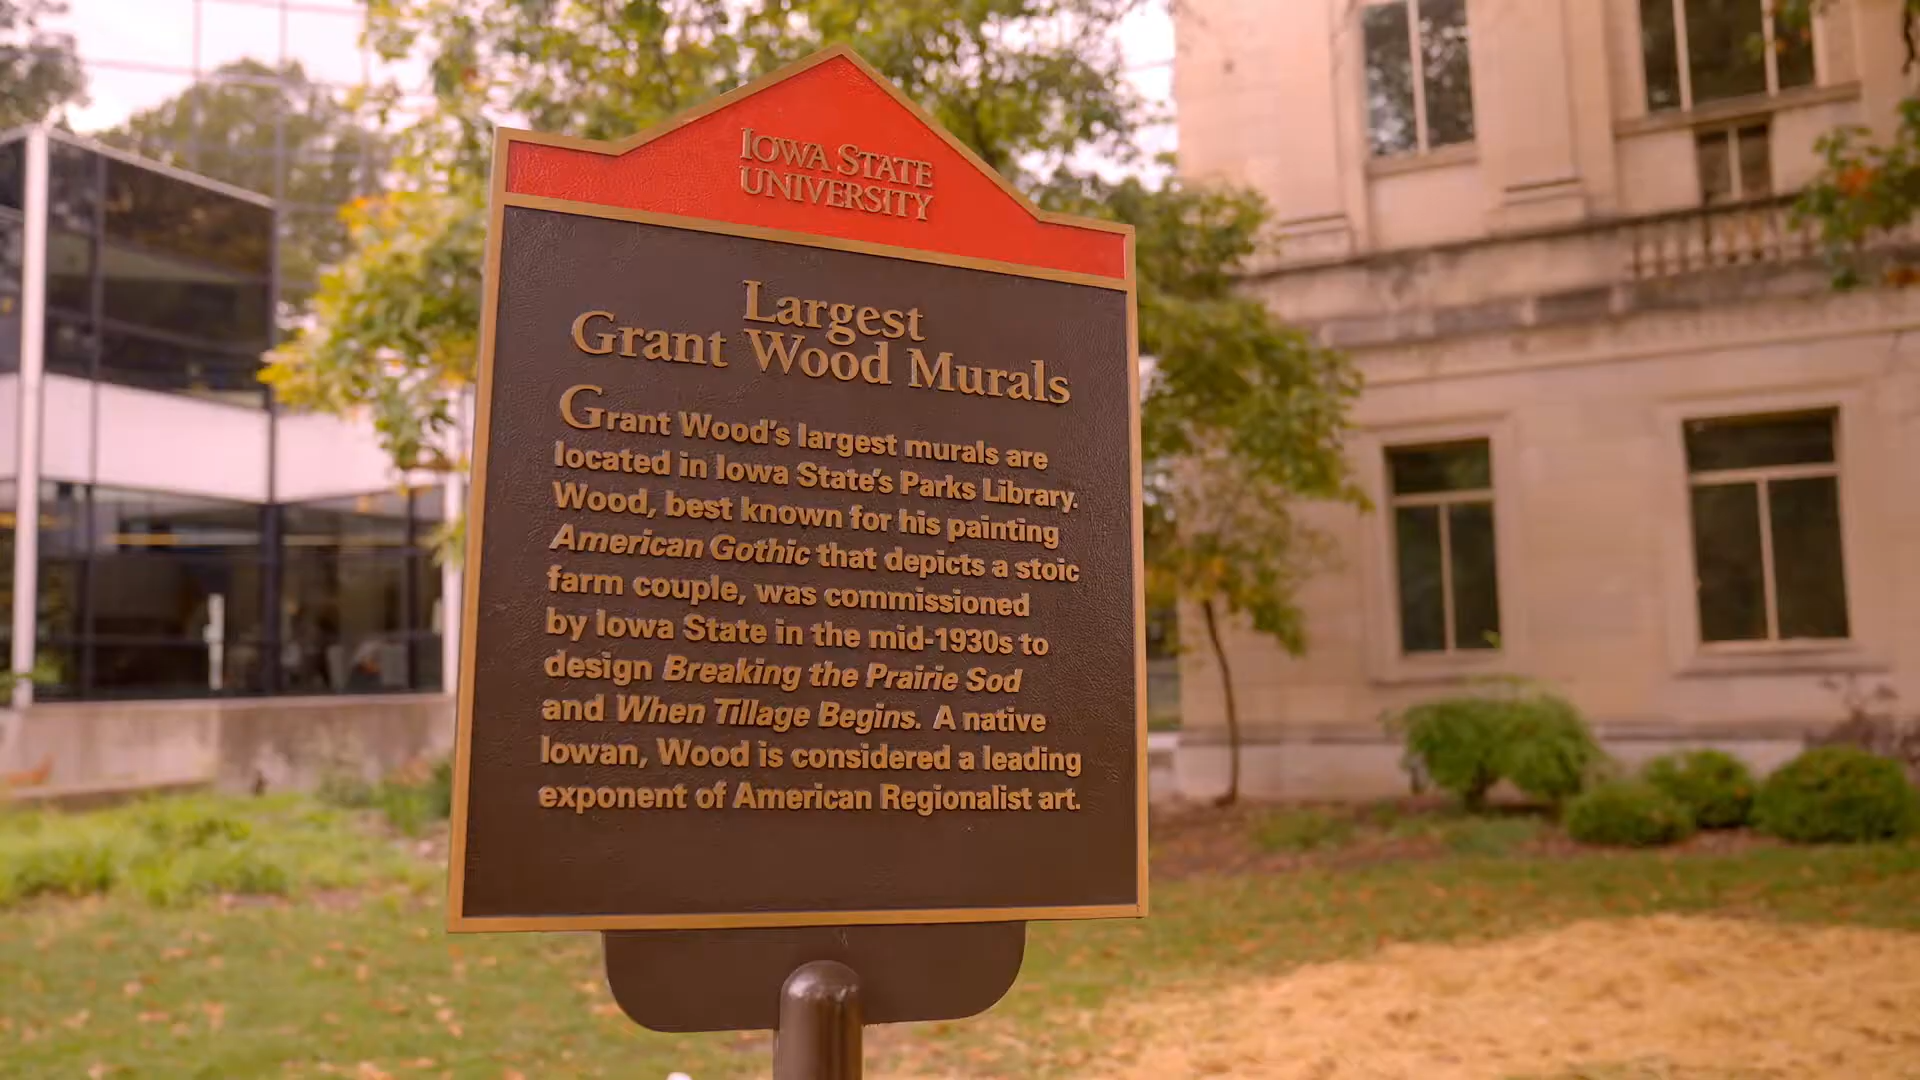 IOWA STATE
UNIVERSITY
Largest
Grant Wood Murals
Grant Wood's largest murals are
located in Iowa State's Parks Library.
Wood, best known for his painting
American Gothic that depicts a stoic
farm couple, was commissioned
by Iowa State in the mid-1930s to
design Breaking the Prairie Sod
and When Tillage Begins. A native
Iowan, Wood is considered a leading
exponent of American Regionalist art.